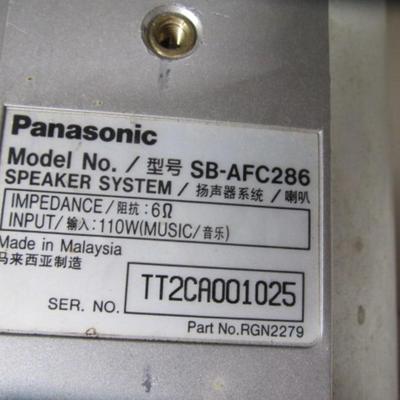 Panasonic
Model No. / 型号 SB-AFC286
SPEAKER SYSTEM / 扬声器系统 / 喇叭
IMPEDANCE / 阻抗: 6Ω
INPUT / 输入: 110W(MUSIC/音乐)
Made in Malaysia
马来西亚制造
SER. NO. TT2CA001025
Part No.RGN2279